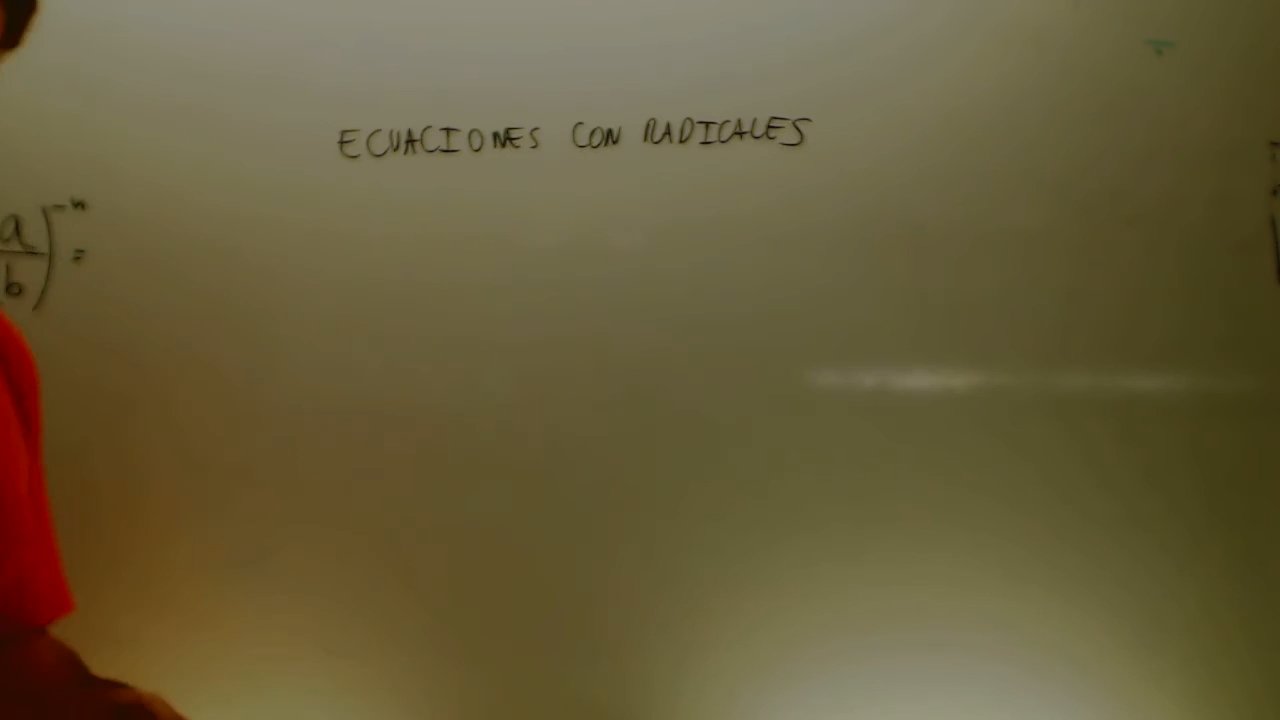 ECUACIONES CON RADICALES
a/b)^-n =